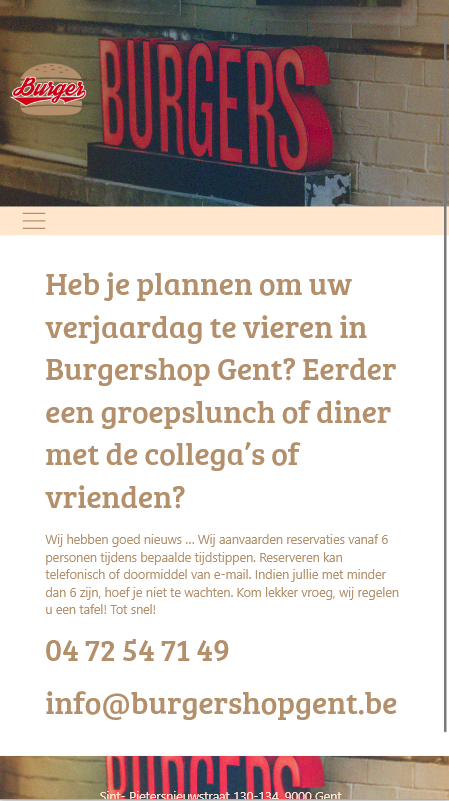 BURGERS
Burger
Heb je plannen om uw
verjaardag te vieren in
Burgershop Gent? Eerder
een groepslunch of diner
met de collega's of
vrienden?
Wij hebben goed nieuws ... Wij aanvaarden reservaties vanaf 6
personen tijdens bepaalde tijdstippen. Reserveren kan
telefonisch of doormiddel van e-mail. Indien jullie met minder
dan 6 zijn, hoef je niet te wachten. Kom lekker vroeg, wij regelen
u een tafel! Tot snel!
04 72 54 71 49
info@burgershopgent.be
BURGERS
Sint- Pietersnieuwstraat 130-134, 9000 Gent